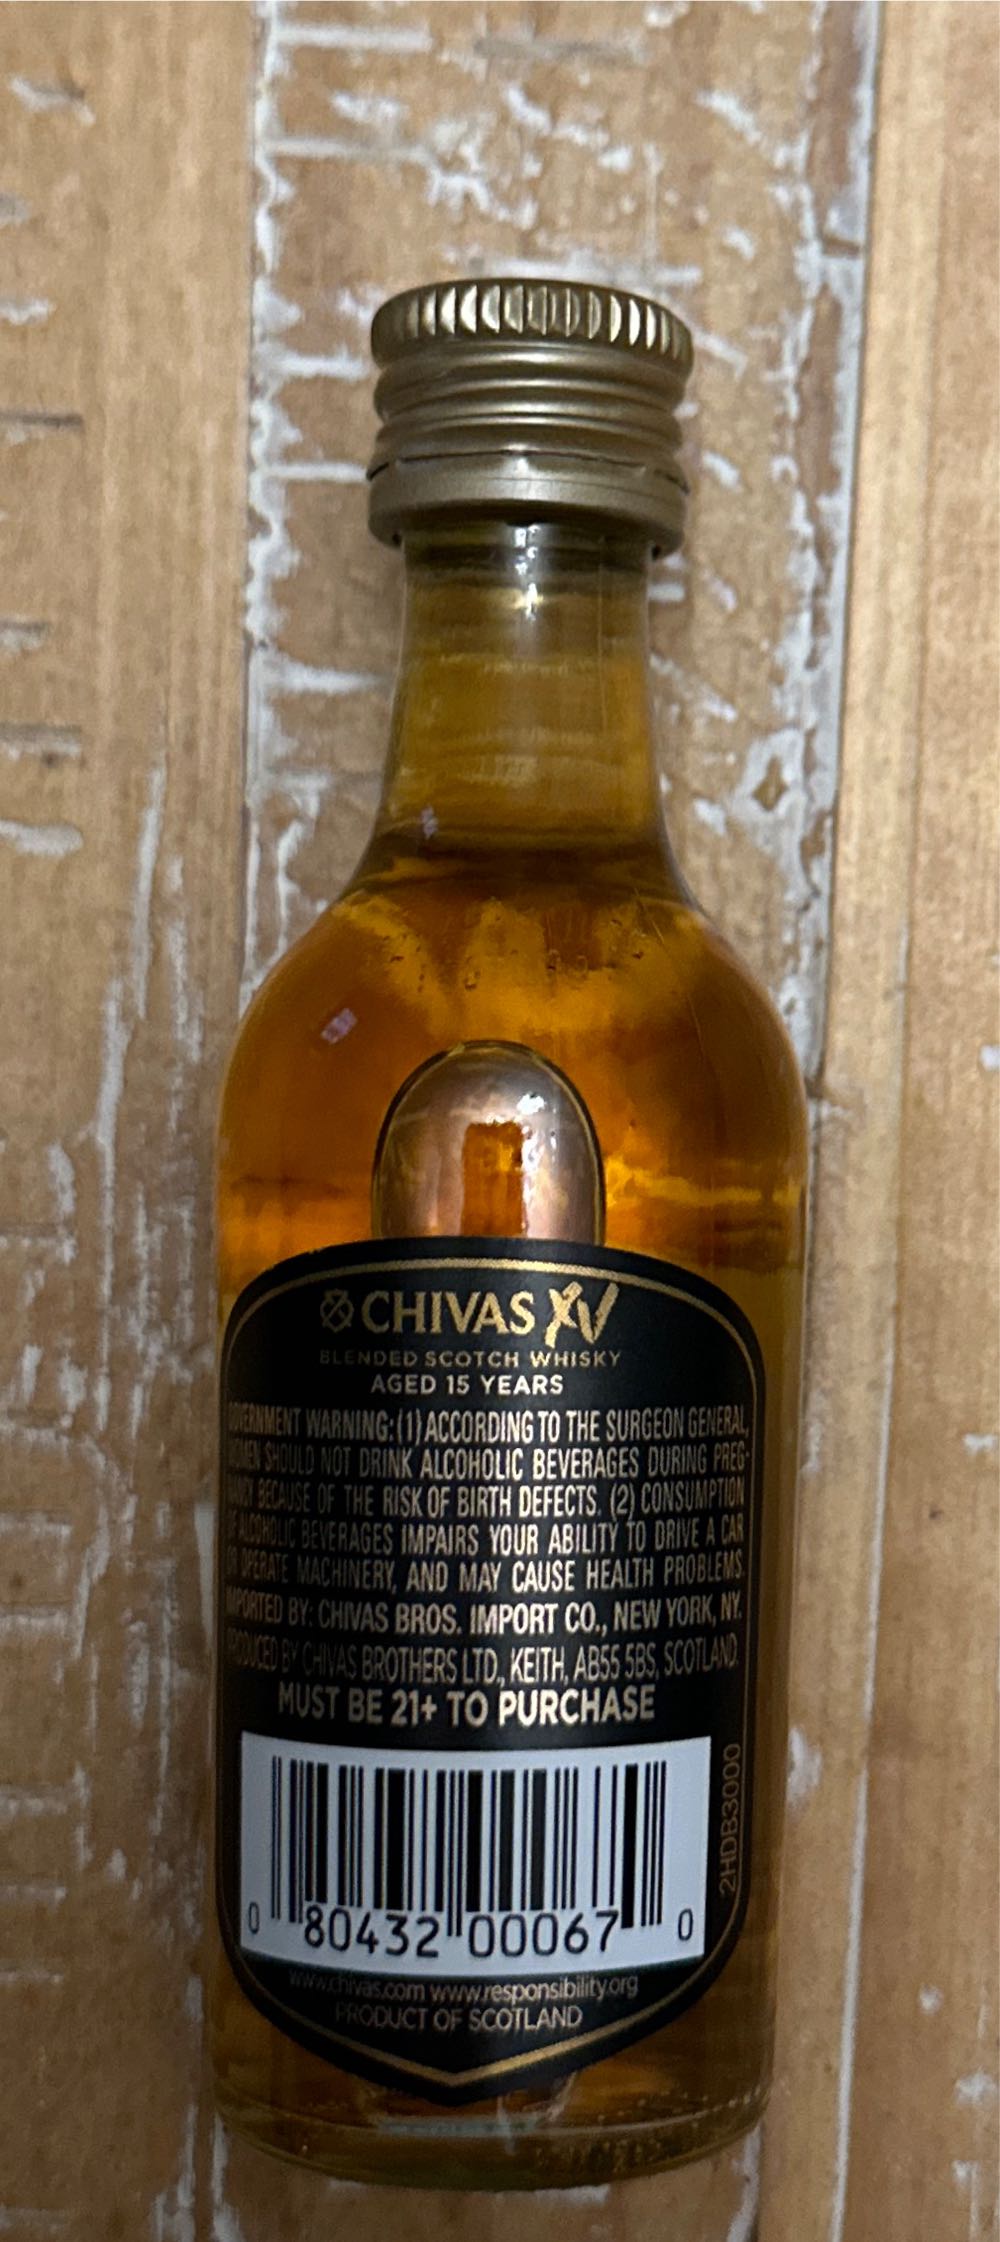 CHIVAS XV
BLENDED SCOTCH WHISKY
AGED 15 YEARS
GOVERNMENT WARNING: (1) ACCORDING TO THE SURGEON GENERAL,
WOMEN SHOULD NOT DRINK ALCOHOLIC BEVERAGES DURING PREG-
NANCY BECAUSE OF THE RISK OF BIRTH DEFECTS. (2) CONSUMPTION
OF ALCOHOLIC BEVERAGES IMPAIRS YOUR ABILITY TO DRIVE A CAR
OR OPERATE MACHINERY, AND MAY CAUSE HEALTH PROBLEMS.
IMPORTED BY: CHIVAS BROS. IMPORT CO., NEW YORK, NY.
PRODUCED BY CHIVAS BROTHERS LTD., KEITH, AB55 5BS, SCOTLAND.
MUST BE 21+ TO PURCHASE
2HDB3000
0 80432 00067 0
www.chivas.com www.responsibility.org
PRODUCT OF SCOTLAND